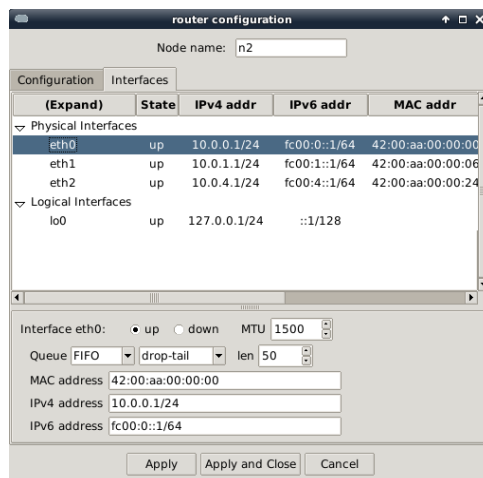 router configuration
Node name: n2
Configuration Interfaces
(Expand) State IPv4 addr IPv6 addr MAC addr
Physical Interfaces
eth0 up 10.0.0.1/24 fc00:0::1/64 42:00:aa:00:00:00
eth1 up 10.0.1.1/24 fc00:1::1/64 42:00:aa:00:00:06
eth2 up 10.0.4.1/24 fc00:4::1/64 42:00:aa:00:00:24
Logical Interfaces
lo0 up 127.0.0.1/24 ::1/128
Interface eth0: up down MTU 1500
Queue FIFO drop-tail len 50
MAC address 42:00:aa:00:00:00
IPv4 address 10.0.0.1/24
IPv6 address fc00:0::1/64
Apply Apply and Close Cancel